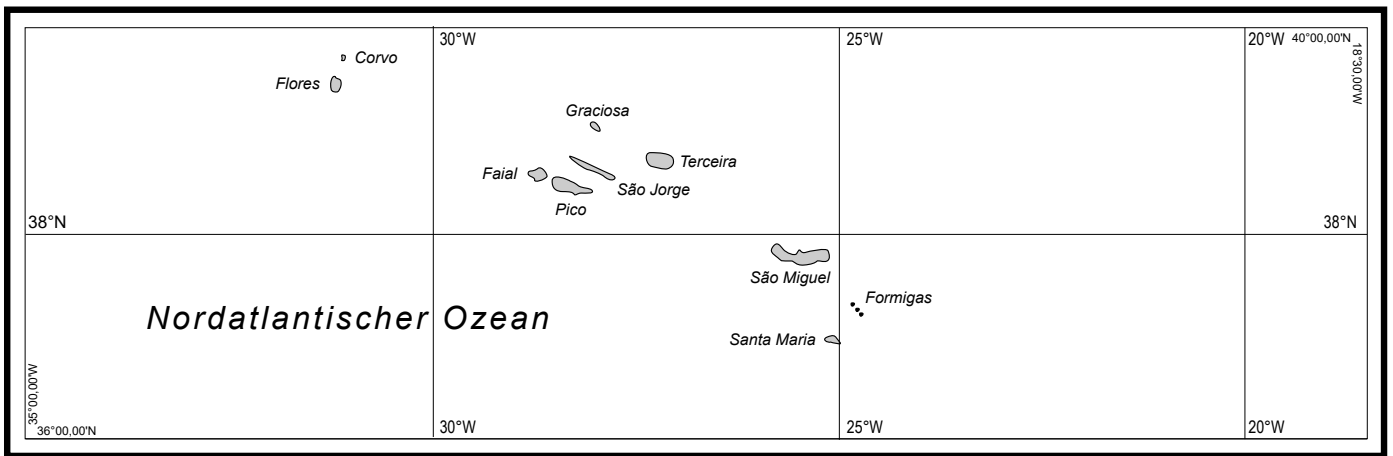 30°W
25°W
20°W
40°00,00'N
18°30,00'W
Corvo
Flores
Graciosa
Terceira
Faial
São Jorge
Pico
38°N
38°N
São Miguel
Formigas
Nordatlantischer Ozean
Santa Maria
35°00,00'W
36°00,00'N
30°W
25°W
20°W